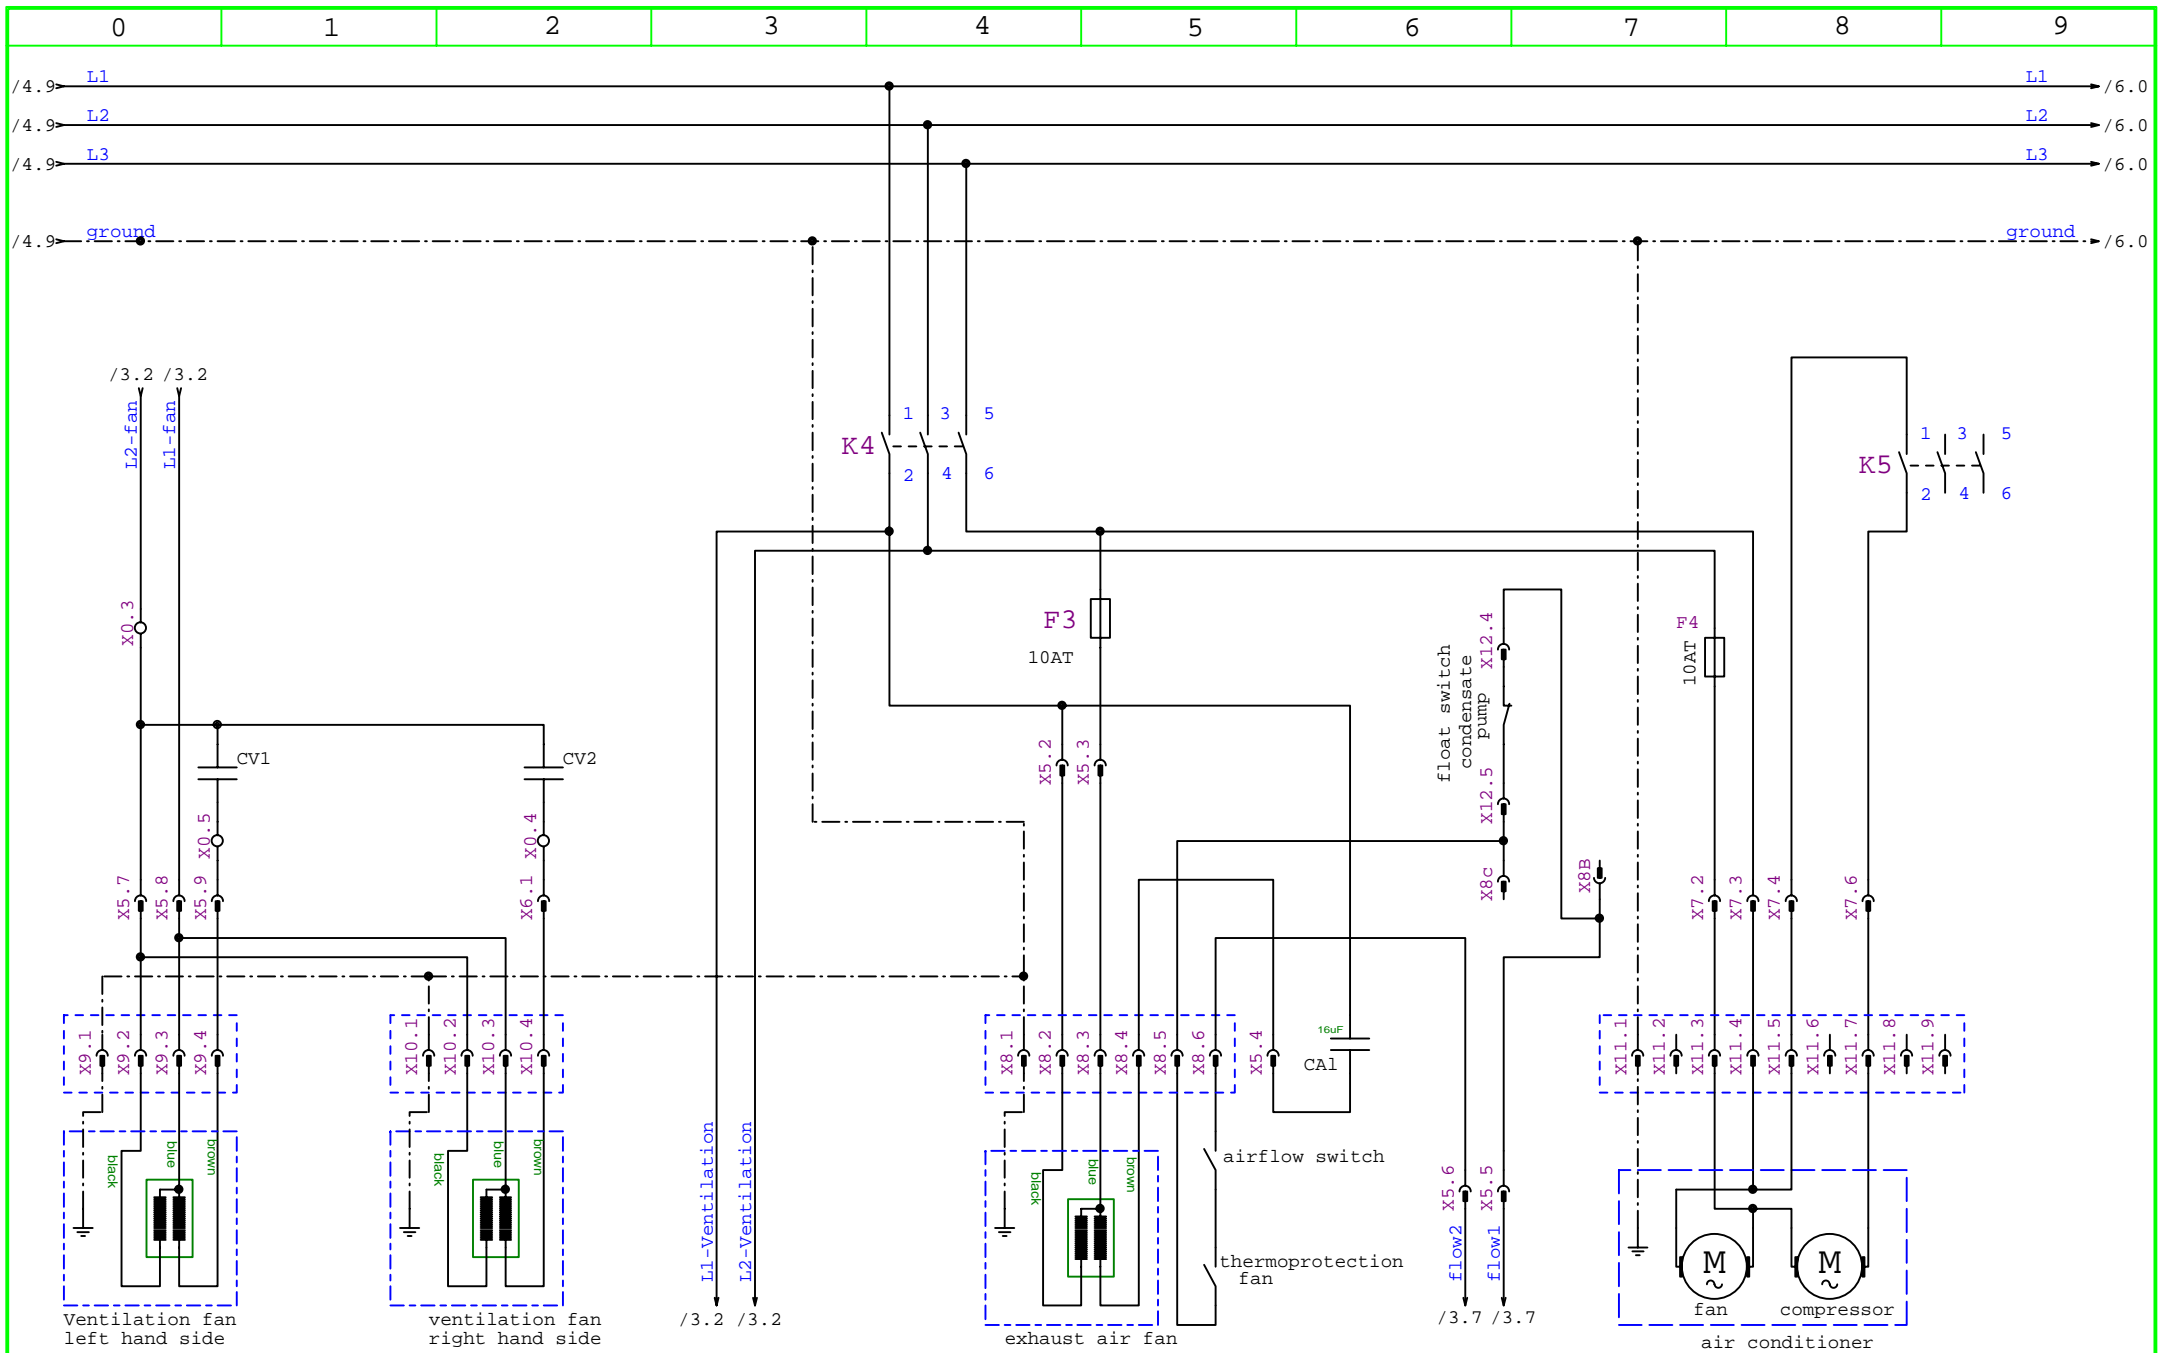 0 1 2 3 4 5 6 7 8 9
/4.9 L1 L1 /6.0
/4.9 L2 L2 /6.0
/4.9 L3 L3 /6.0
/4.9 ground ground /6.0
/3.2 /3.2
L2-fan
L1-fan
K4
1 3 5
2 4 6
K5
1 3 5
2 4 6
X0.3
F3
10AT
F4
10AT
float switch
condensate
pump
X12.4
X12.5
X8c
X8B
CV1
CV2
X5.2
X5.3
X0.5
X0.4
X5.7
X5.8
X5.9
X6.1
X7.2
X7.3
X7.4
X7.6
X9.1
X9.2
X9.3
X9.4
X10.1
X10.2
X10.3
X10.4
X8.1
X8.2
X8.3
X8.4
X8.5
X8.6
X5.4
16uF
CA1
X11.1
X11.2
X11.3
X11.4
X11.5
X11.6
X11.7
X11.8
X11.9
black
blue
brown
black
blue
brown
L1-Ventilation
L2-Ventilation
black
blue
brown
airflow switch
thermoprotection
fan
X5.6
X5.5
flow2
flow1
M
~
M
~
fan
compressor
/3.2 /3.2
/3.7 /3.7
Ventilation fan
left hand side
ventilation fan
right hand side
exhaust air fan
air conditioner